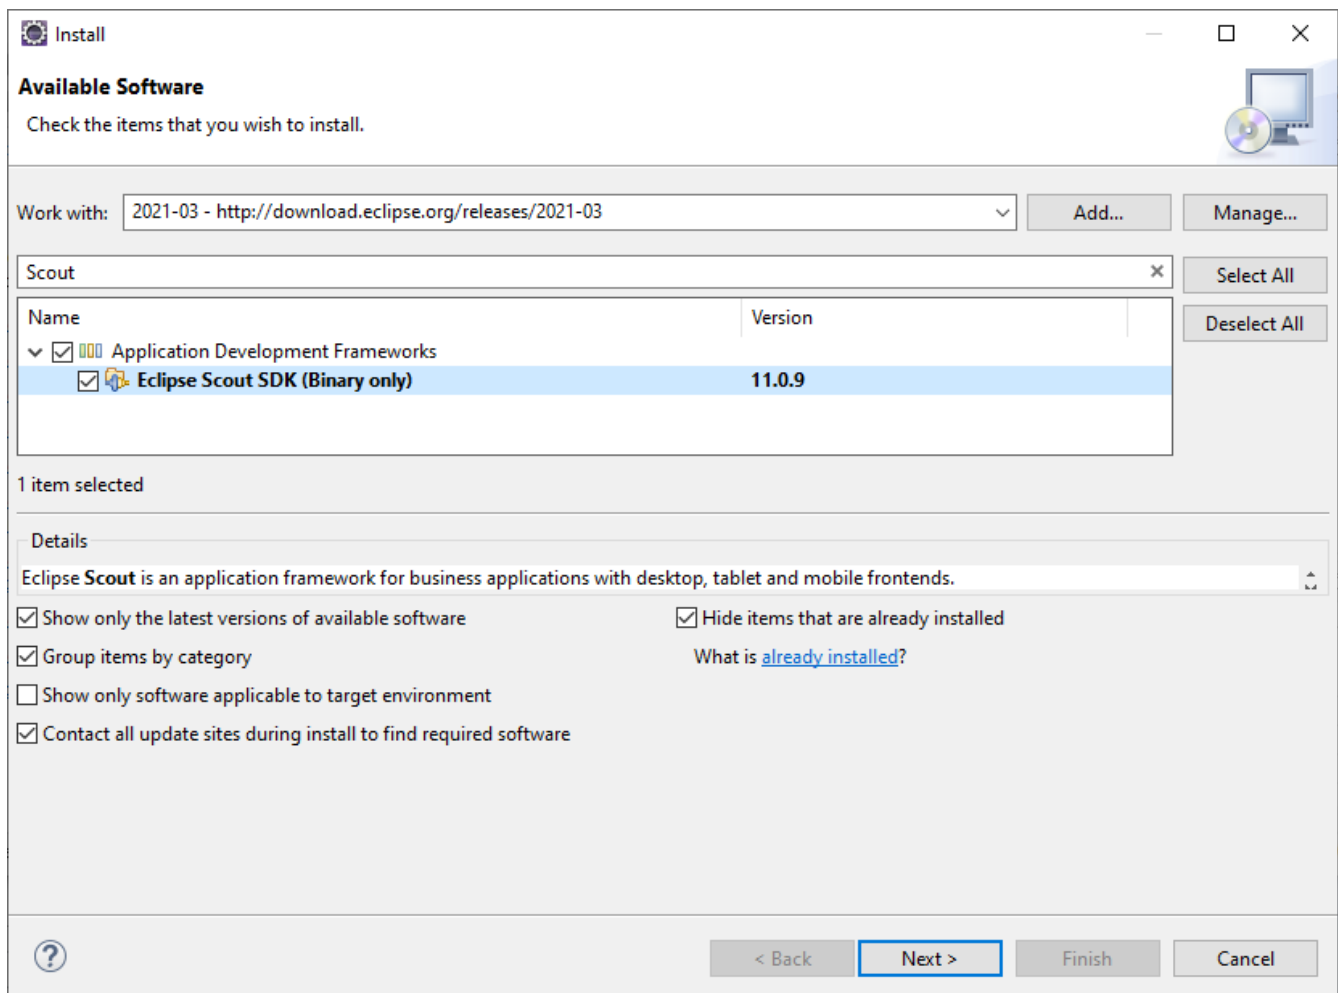 Install
Available Software
Check the items that you wish to install.
Work with: 2021-03 - http://download.eclipse.org/releases/2021-03 Add... Manage...
Scout Select All
Name Version Deselect All
Application Development Frameworks
Eclipse Scout SDK (Binary only) 11.0.9
1 item selected
Details
Eclipse Scout is an application framework for business applications with desktop, tablet and mobile frontends.
Show only the latest versions of available software Hide items that are already installed
Group items by category What is already installed?
Show only software applicable to target environment
Contact all update sites during install to find required software
? < Back Next > Finish Cancel